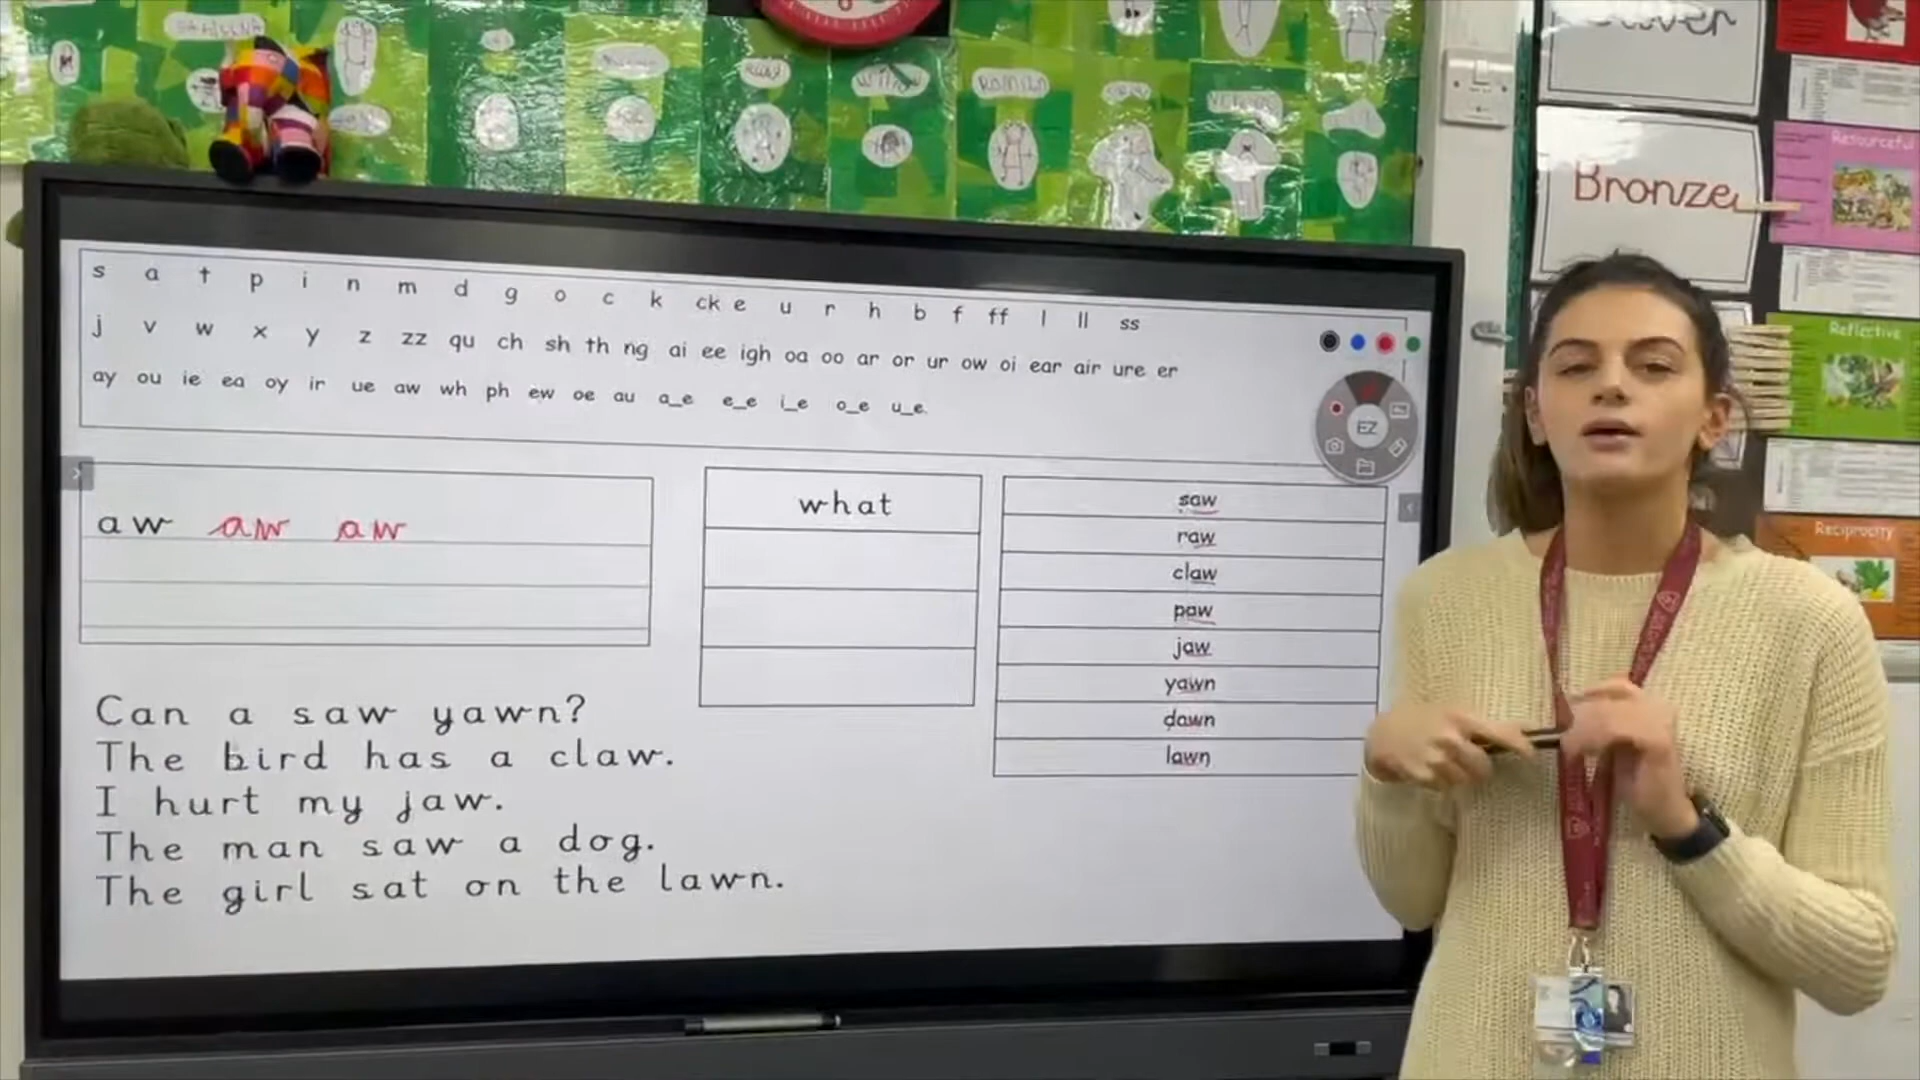 Bronze
Resourceful
s a t p i n m d g o c k ck e u r h b f ff l ll ss
j v w x y z zz qu ch sh th ng ai ee igh oa oo ar or ur ow oi ear air ure er
ay ou ie ea oy ir ue aw wh ph ew oe au a_e e_e i_e o_e u_e
EZ
Reflective
aw aw aw
what
saw
raw
claw
paw
jaw
yawn
dawn
lawn
Reciprocity
Can a saw yawn?
The bird has a claw.
I hurt my jaw.
The man saw a dog.
The girl sat on the lawn.